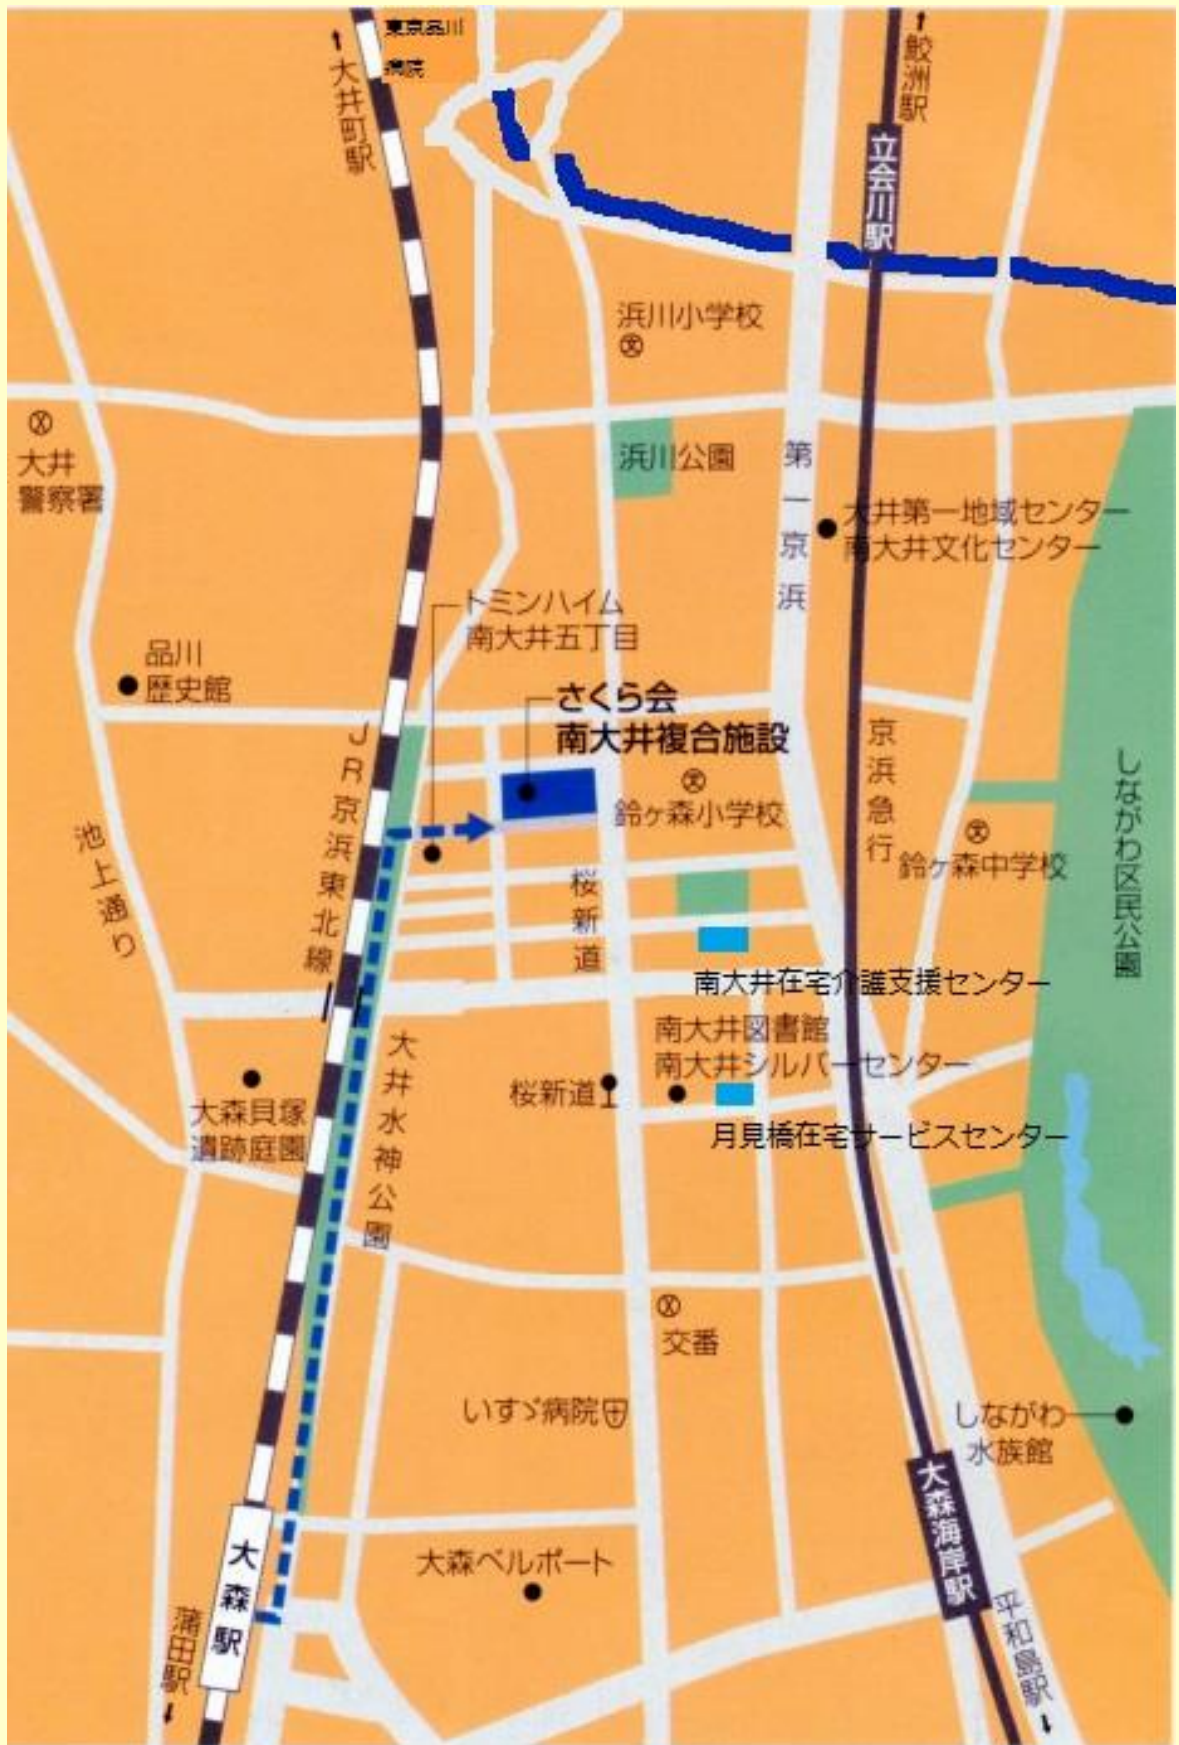 東京品川
病院
↑大井町駅
↑鮫洲駅
立会川駅
浜川小学校
文
大井
警察署
浜川公園
第一京浜
大井第一地域センター
南大井文化センター
トミンハイム
南大井五丁目
品川
歴史館
さくら会
南大井複合施設
JR京浜東北線
京浜急行
文
鈴ヶ森小学校
文
鈴ヶ森中学校
しながわ区民公園
池上通り
桜新道
南大井在宅介護支援センター
南大井図書館
南大井シルバーセンター
大井水神公園
桜新道
大森貝塚
遺跡庭園
月見橋在宅サービスセンター
交番
いすゞ病院
しながわ
水族館
大森海岸駅
大森ベルポート
大森駅
蒲田駅↓
平和島駅↓